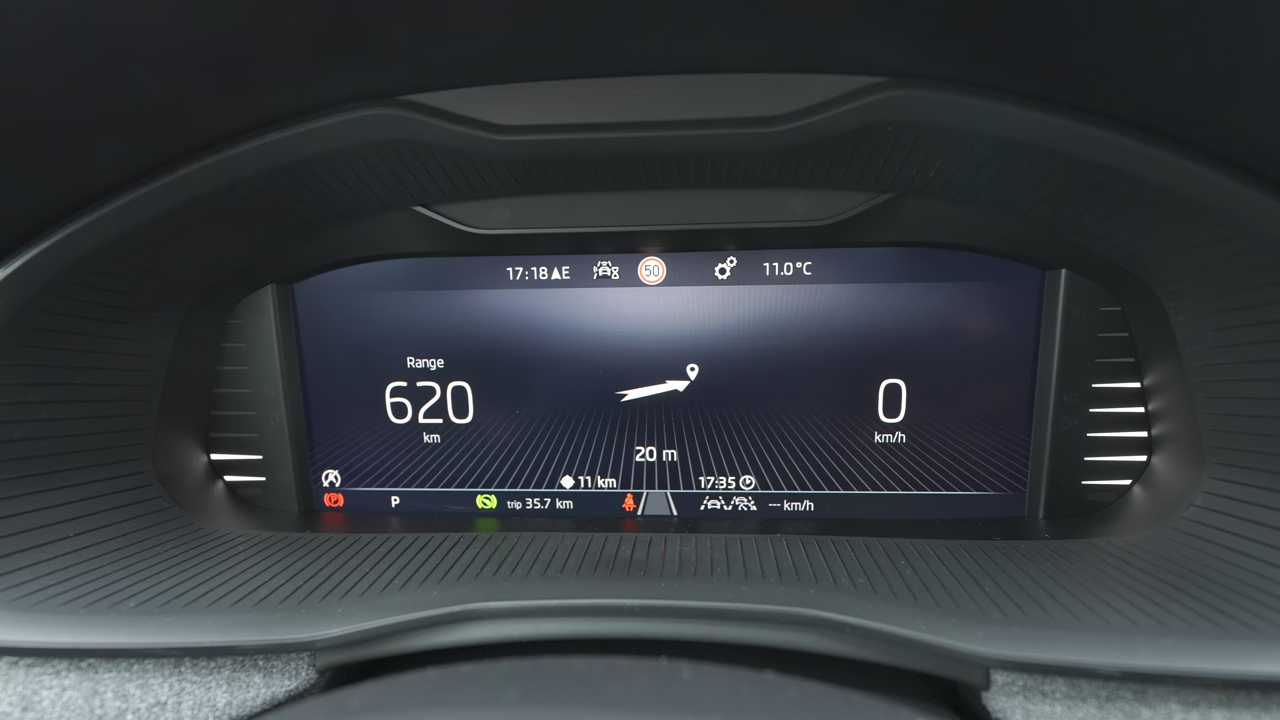 17:18 E
50
11.0°C
Range
620
km
0
km/h
20 m
11 km
17:35
P
P
trip 35.7 km
--- km/h